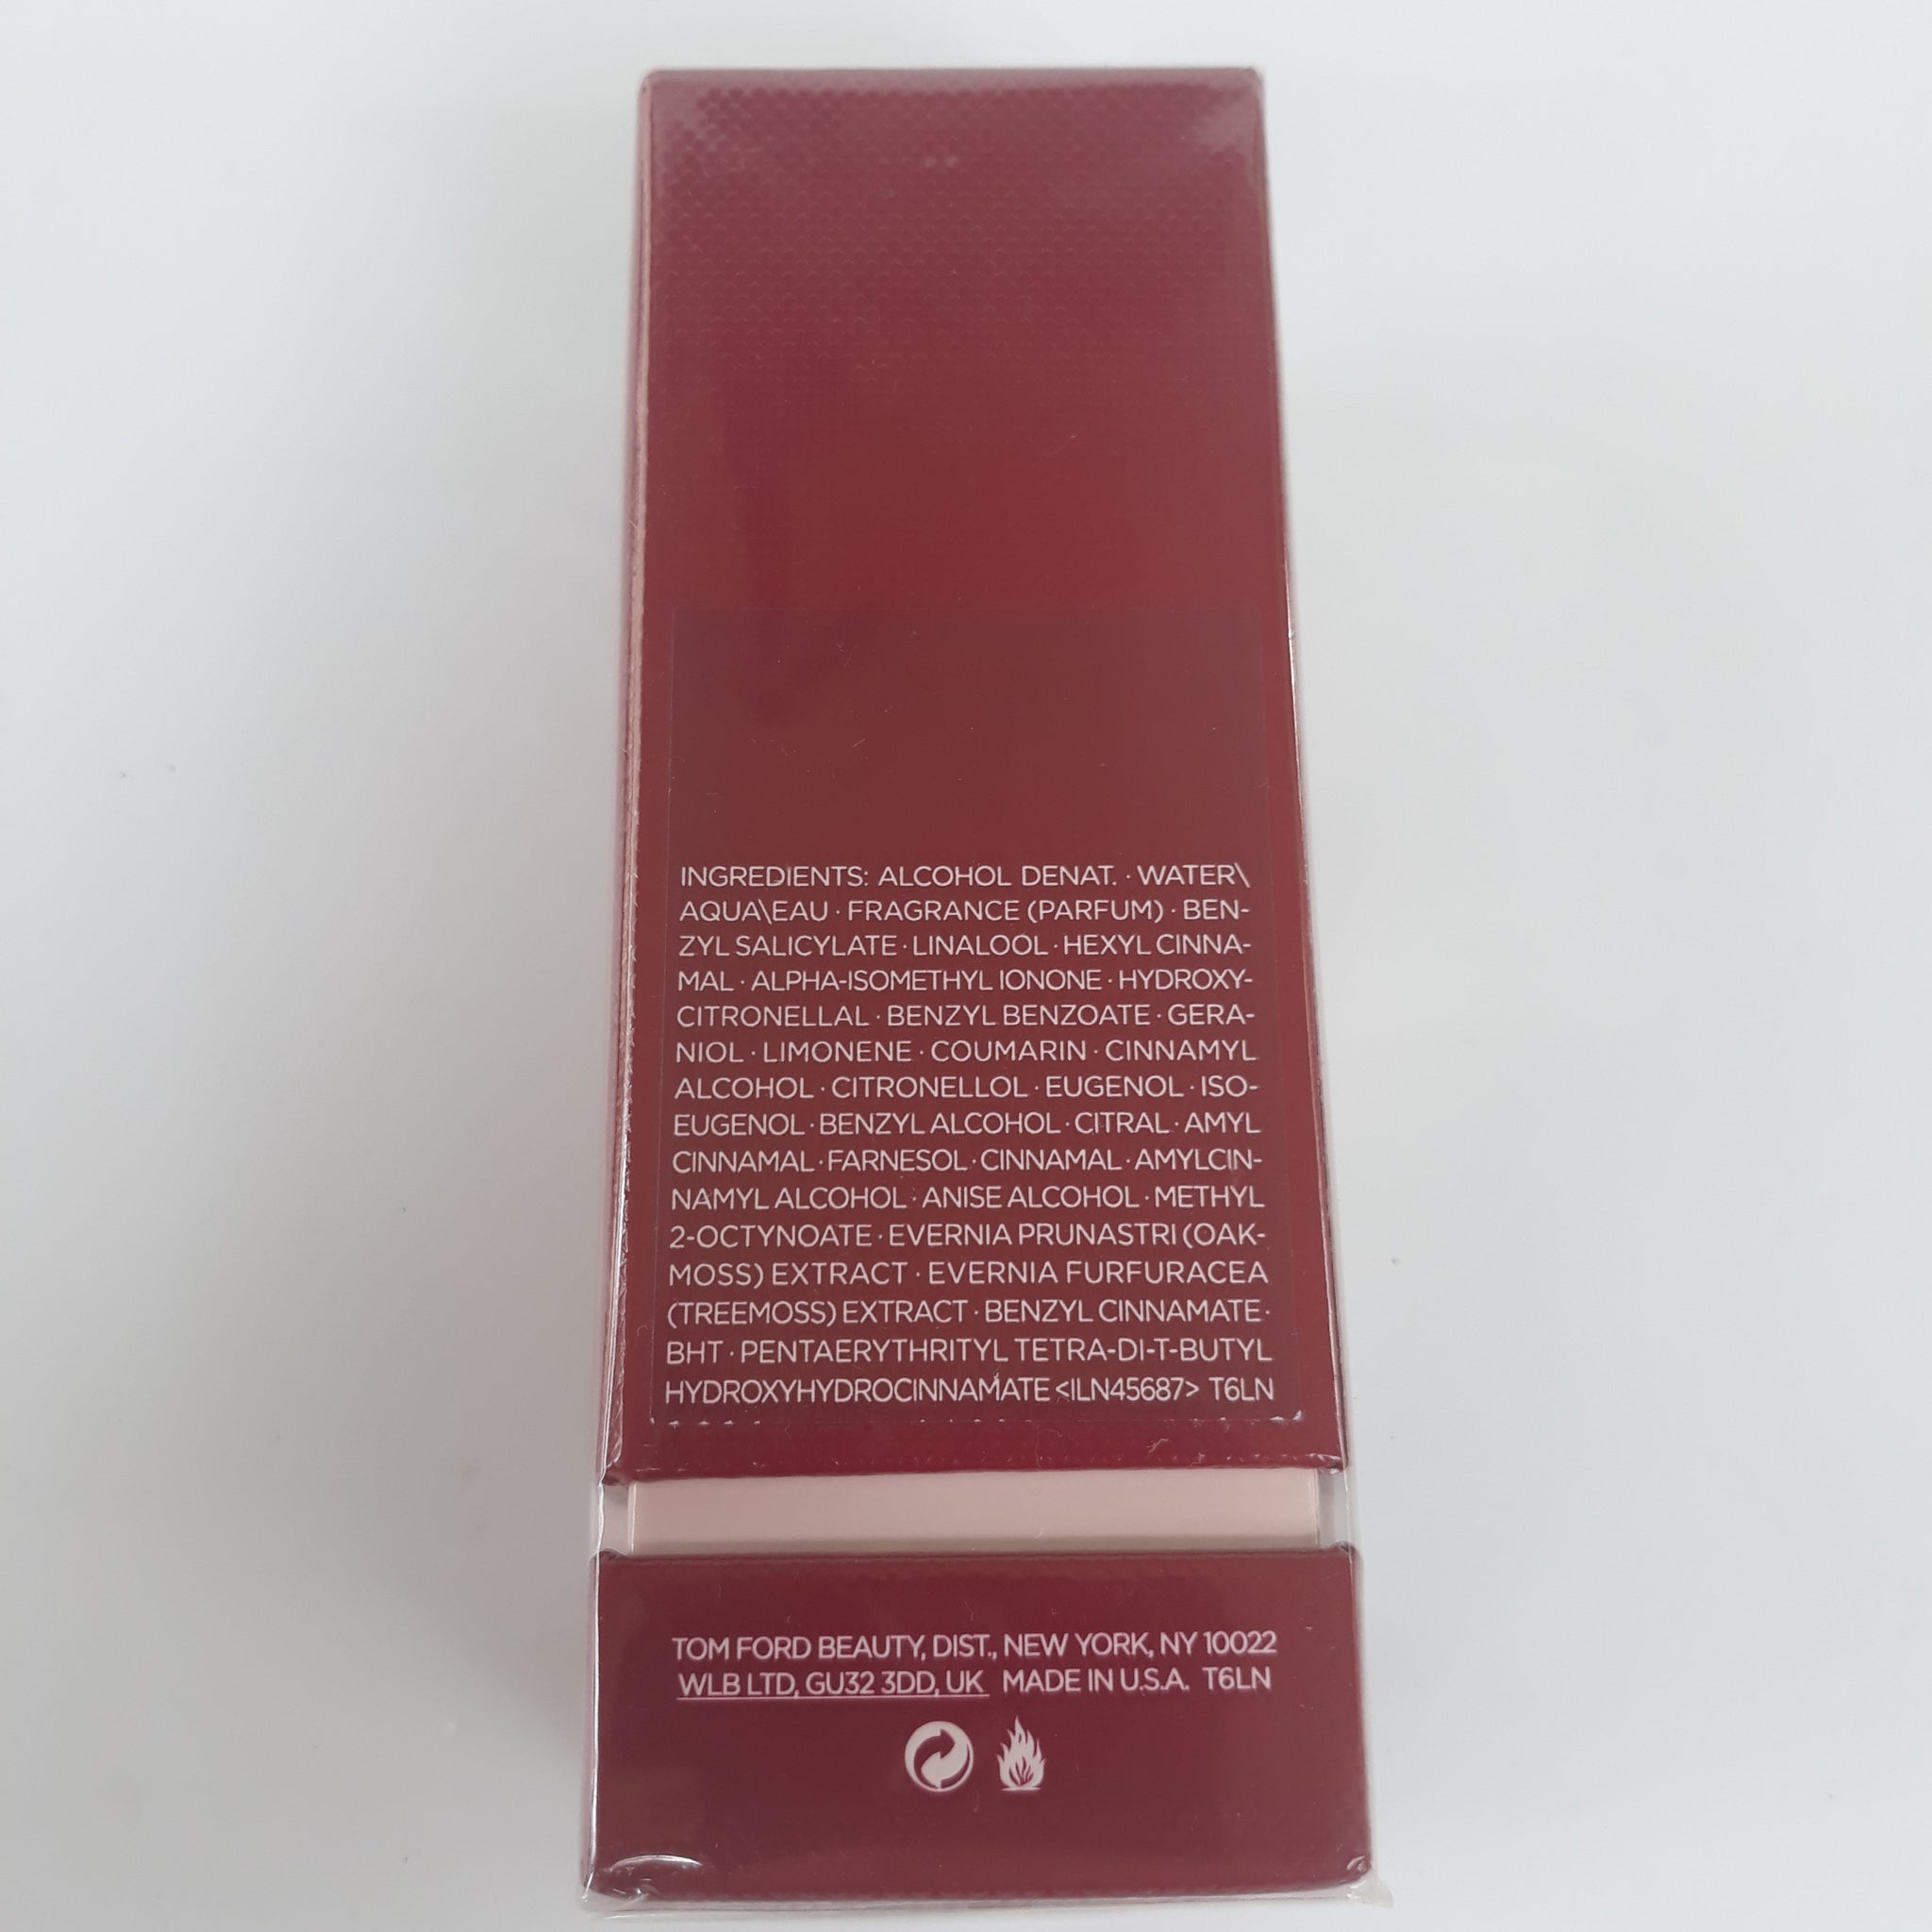 INGREDIENTS: ALCOHOL DENAT. · WATER\
AQUA\EAU · FRAGRANCE (PARFUM) · BEN-
ZYL SALICYLATE · LINALOOL · HEXYL CINNA-
MAL · ALPHA-ISOMETHYL IONONE · HYDROXY-
CITRONELLAL · BENZYL BENZOATE · GERA-
NIOL · LIMONENE · COUMARIN · CINNAMYL
ALCOHOL · CITRONELLOL · EUGENOL · ISO-
EUGENOL · BENZYL ALCOHOL · CITRAL · AMYL
CINNAMAL · FARNESOL · CINNAMAL · AMYLCIN-
NAMYL ALCOHOL · ANISE ALCOHOL · METHYL
2-OCTYNOATE · EVERNIA PRUNASTRI (OAK-
MOSS) EXTRACT · EVERNIA FURFURACEA
(TREEMOSS) EXTRACT · BENZYL CINNAMATE ·
BHT · PENTAERYTHRITYL TETRA-DI-T-BUTYL
HYDROXYHYDROCINNAMATE <ILN45687> T6LN
TOM FORD BEAUTY, DIST., NEW YORK, NY 10022
WLB LTD, GU32 3DD, UK MADE IN U.S.A. T6LN